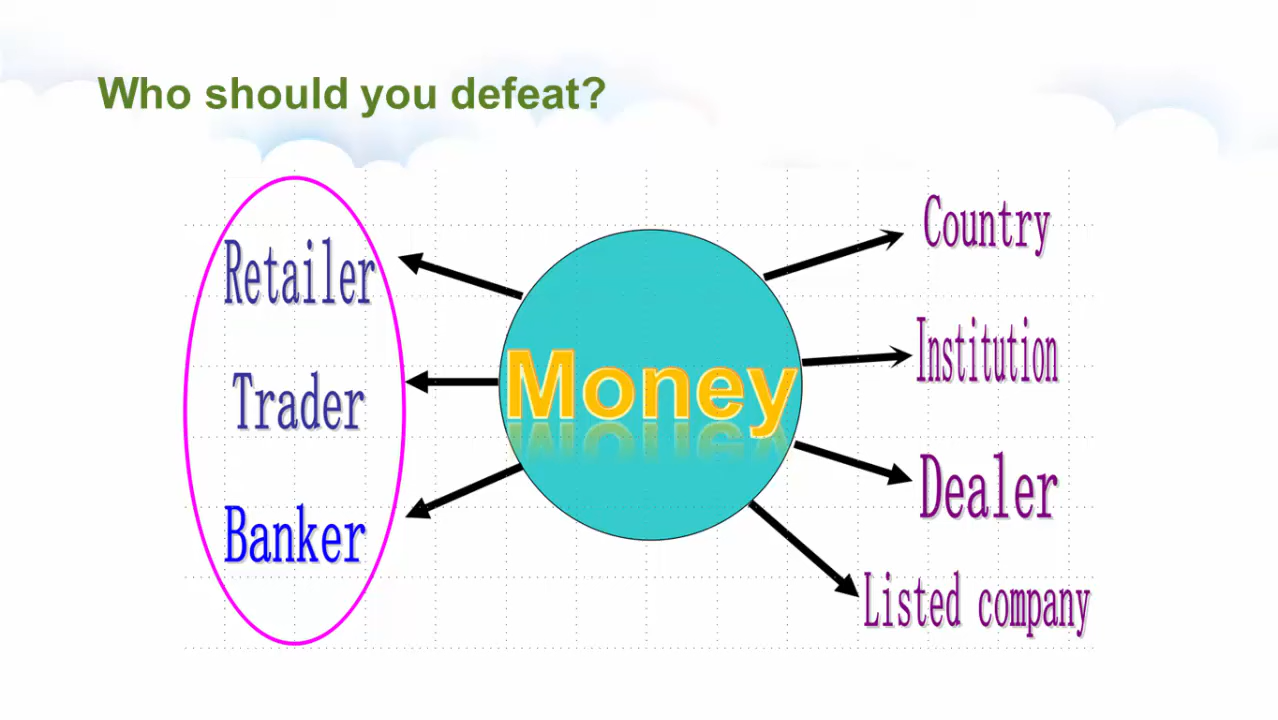 Who should you defeat?
Retailer
Trader
Banker
Money
Country
Institution
Dealer
Listed company